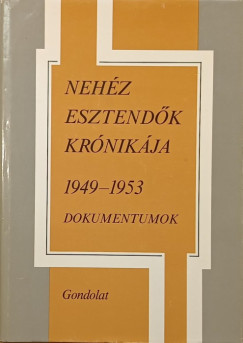 NEHÉZ
ESZTENDŐK
KRÓNIKÁJA
1949–1953
DOKUMENTUMOK
Gondolat